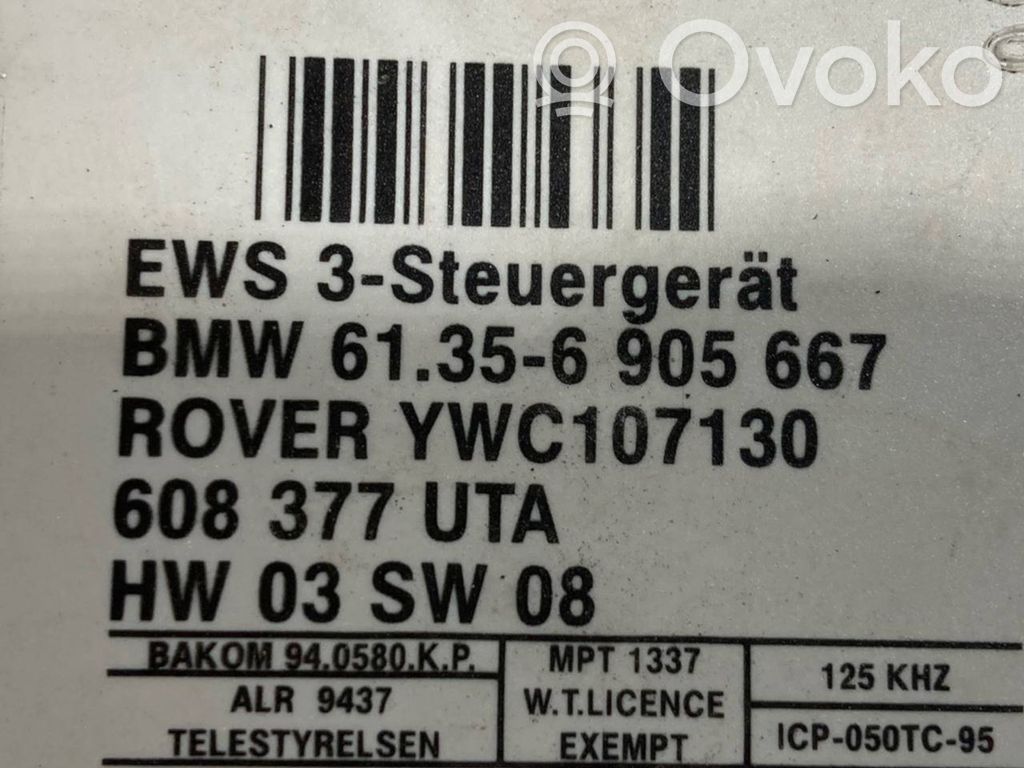 Ovoko
EWS 3-Steuergerät
BMW 61.35-6 905 667
ROVER YWC107130
608 377 UTA
HW 03 SW 08
BAKOM 94.0580.K.P.
ALR 9437
TELESTYRELSEN
MPT 1337
W.T.LICENCE
EXEMPT
125 KHZ
ICP-050TC-95